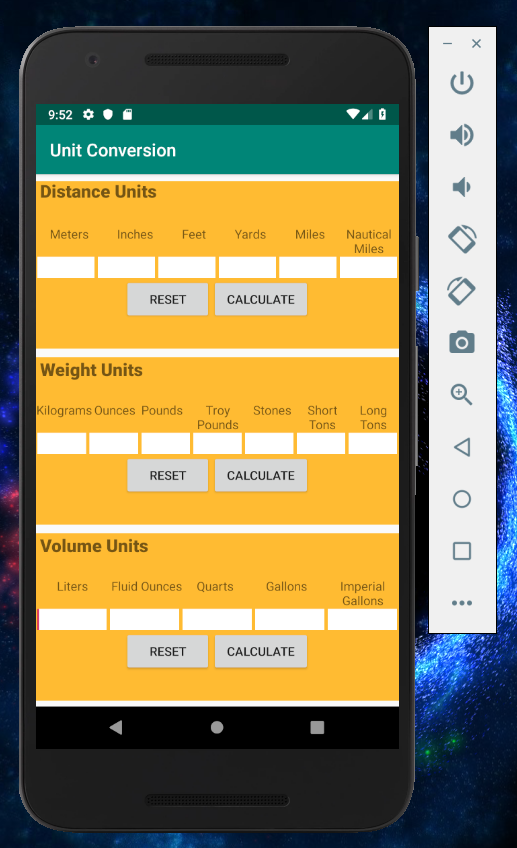 9:52
Unit Conversion
Distance Units
Meters Inches Feet Yards Miles Nautical
Miles
RESET CALCULATE
Weight Units
Kilograms Ounces Pounds Troy Stones Short Long
Pounds Tons Tons
RESET CALCULATE
Volume Units
Liters Fluid Ounces Quarts Gallons Imperial
Gallons
RESET CALCULATE